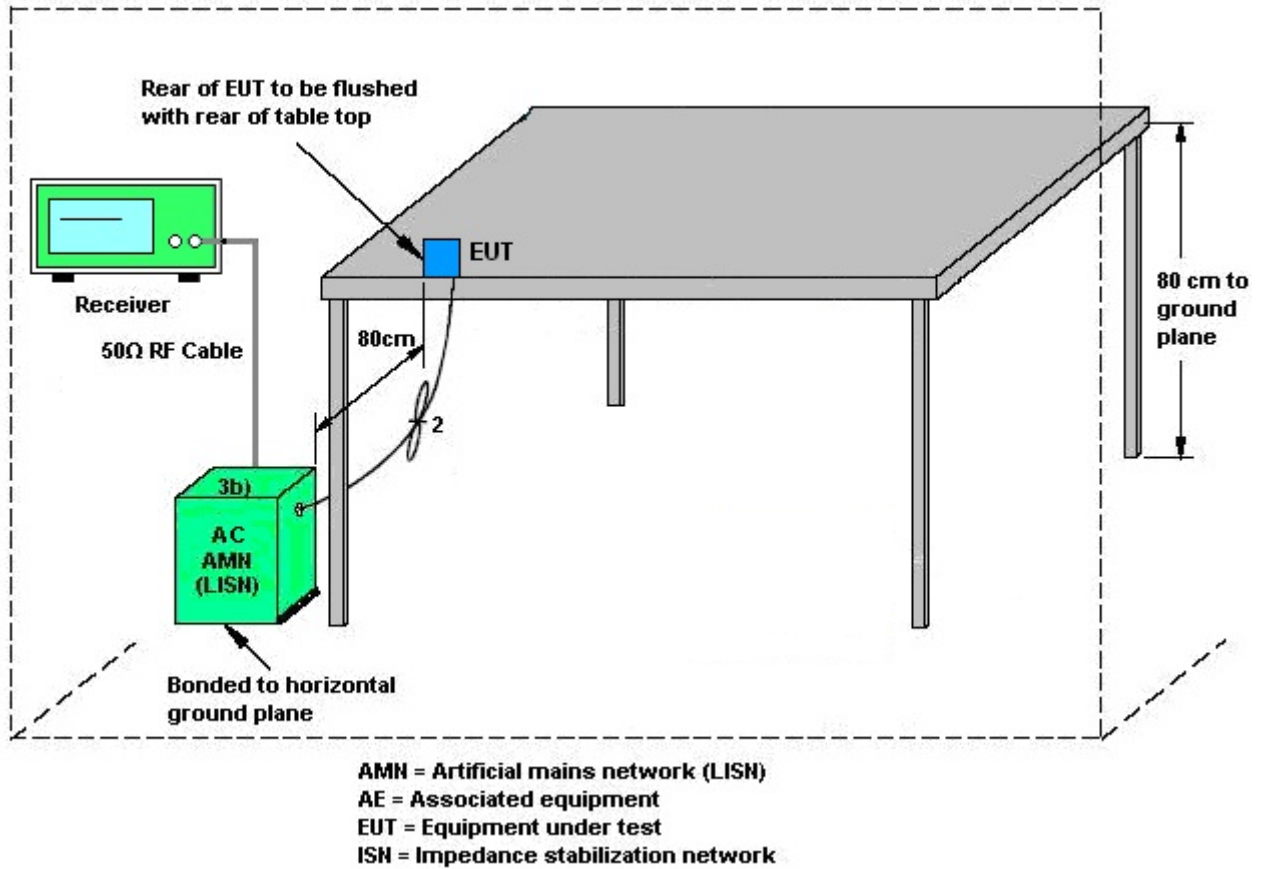 Rear of EUT to be flushed
with rear of table top
EUT
Receiver
50Ω RF Cable
80cm
2
80 cm to
ground
plane
3b)
AC
AMN
(LISN)
Bonded to horizontal
ground plane
AMN = Artificial mains network (LISN)
AE = Associated equipment
EUT = Equipment under test
ISN = Impedance stabilization network